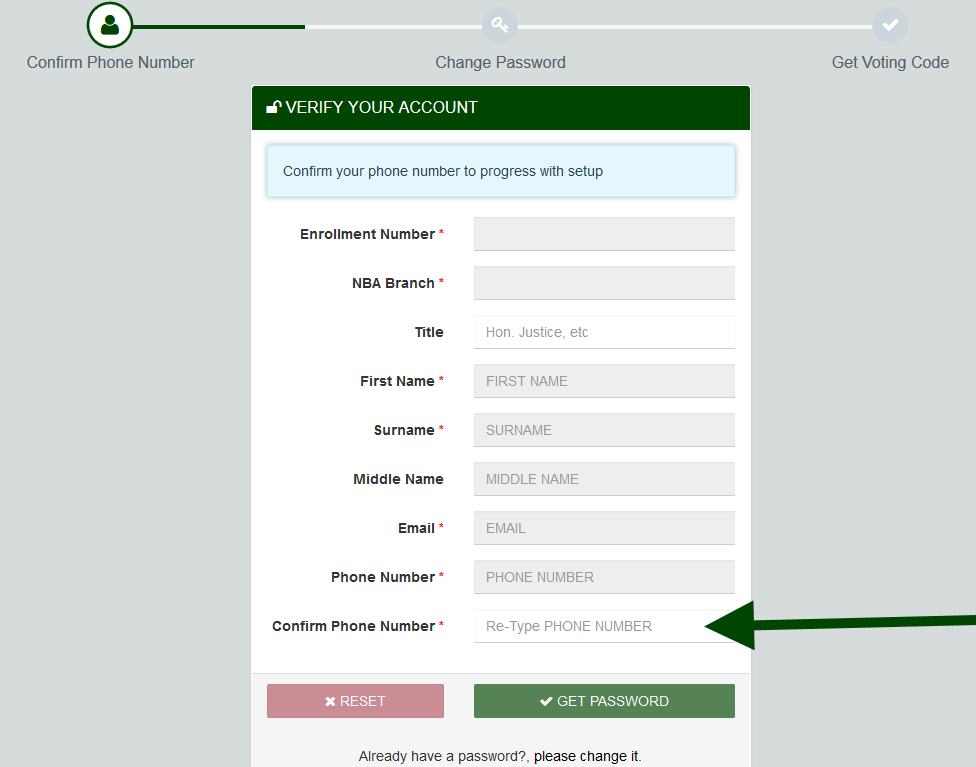 Confirm Phone Number Change Password Get Voting Code
VERIFY YOUR ACCOUNT
Confirm your phone number to progress with setup
Enrollment Number *
NBA Branch *
Title Hon. Justice, etc
First Name * FIRST NAME
Surname * SURNAME
Middle Name MIDDLE NAME
Email * EMAIL
Phone Number * PHONE NUMBER
Confirm Phone Number * Re-Type PHONE NUMBER
RESET GET PASSWORD
Already have a password?, please change it.